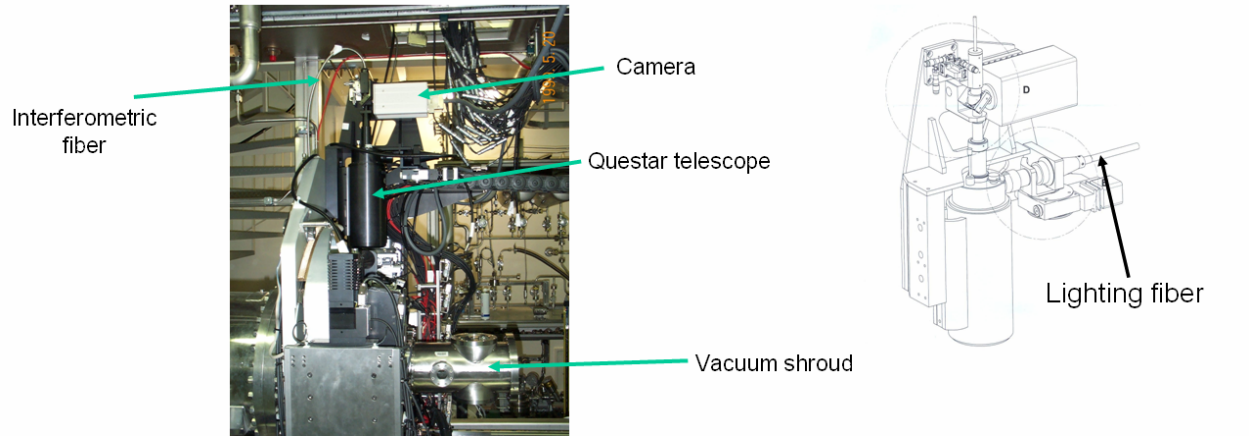 Interferometric
fiber
Camera
Questar telescope
Vacuum shroud
D
Lighting fiber